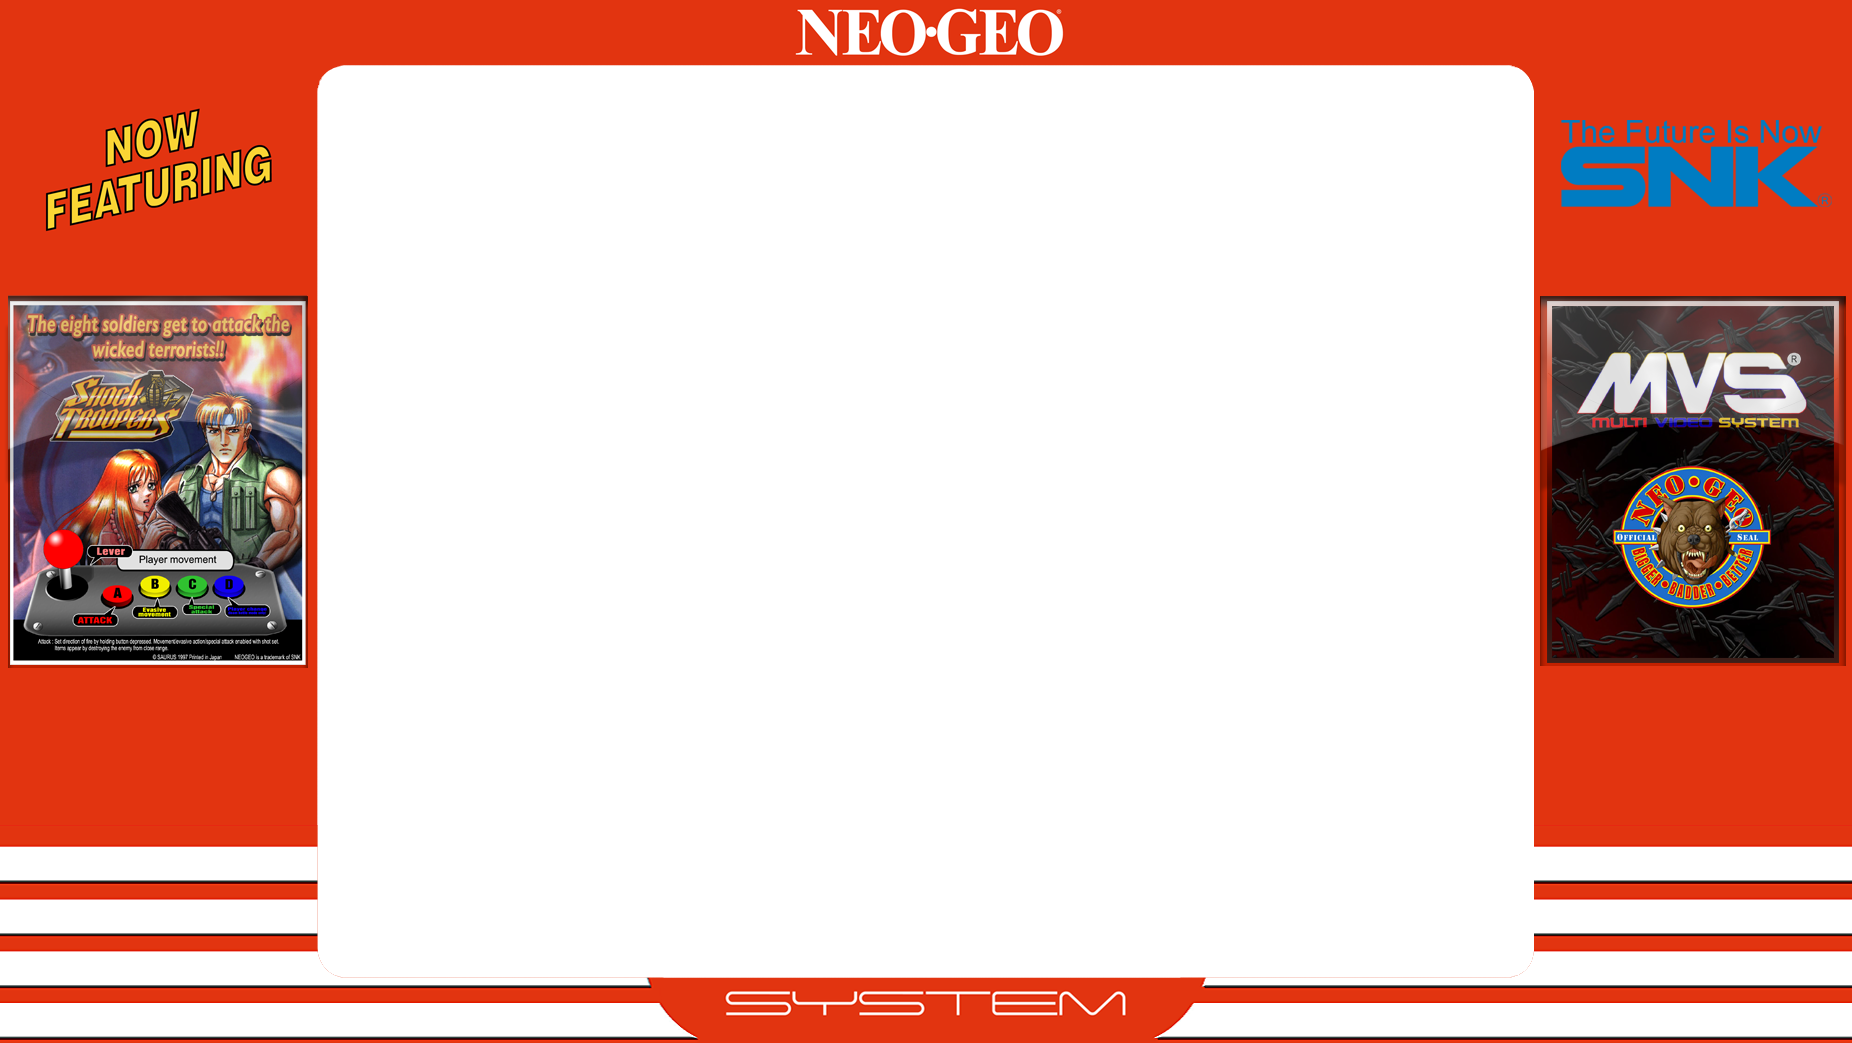 NEO•GEO®
NOW
FEATURING
The eight soldiers get to attack the
wicked terrorists!!
SHOCK
TROOPERS
Lever
Player movement
A
B
C
D
ATTACK
Evasive
movement
Special
attack
Attack : Set direction of fire by holding button depressed. Movement/evasive action/special attack enabled with shot set.
Items appear by destroying the enemy from close range.
© SAURUS 1997 Printed in Japan NEOGEO is a trademark of SNK
The Future Is Now
SNK®
MVS®
MULTI VIDEO SYSTEM
NEO•GEO
OFFICIAL SEAL
BIGGER•BADDER•BETTER
SYSTEM